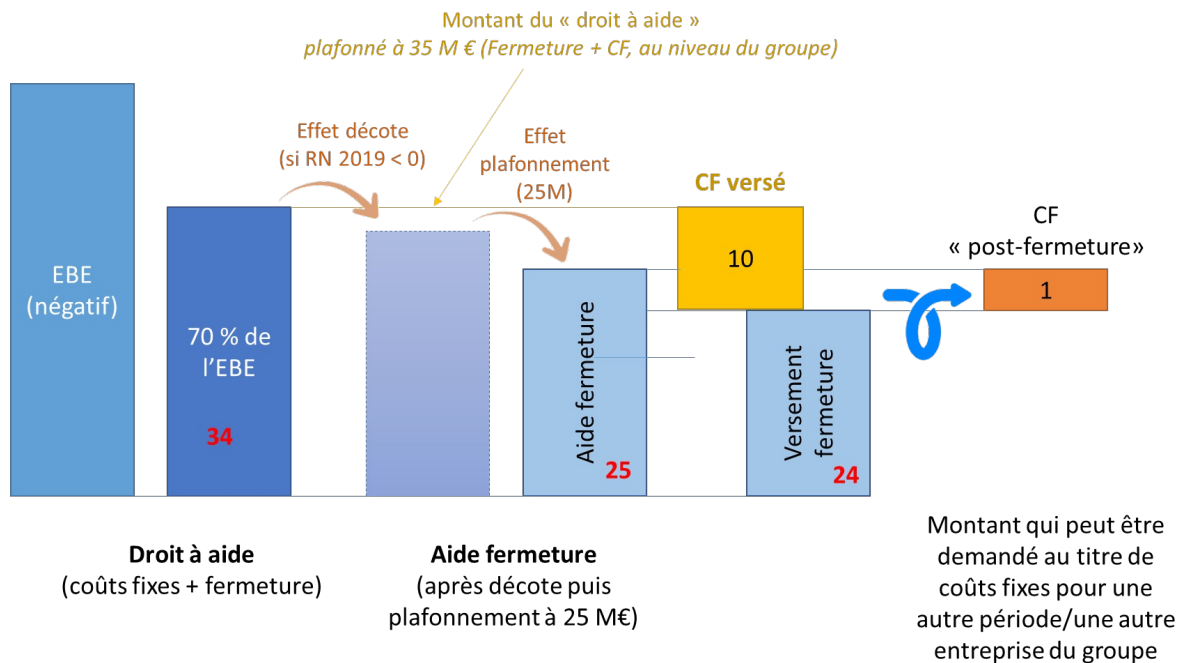 Montant du « droit à aide »
plafonné à 35 M € (Fermeture + CF, au niveau du groupe)
Effet décote
(si RN 2019 < 0)
Effet
plafonnement
(25M)
CF versé
CF
« post-fermeture»
EBE
(négatif)
70 % de
l’EBE
34
Aide fermeture
25
10
Versement
fermeture
24
1
Droit à aide
(coûts fixes + fermeture)
Aide fermeture
(après décote puis
plafonnement à 25 M€)
Montant qui peut être
demandé au titre de
coûts fixes pour une
autre période/une autre
entreprise du groupe